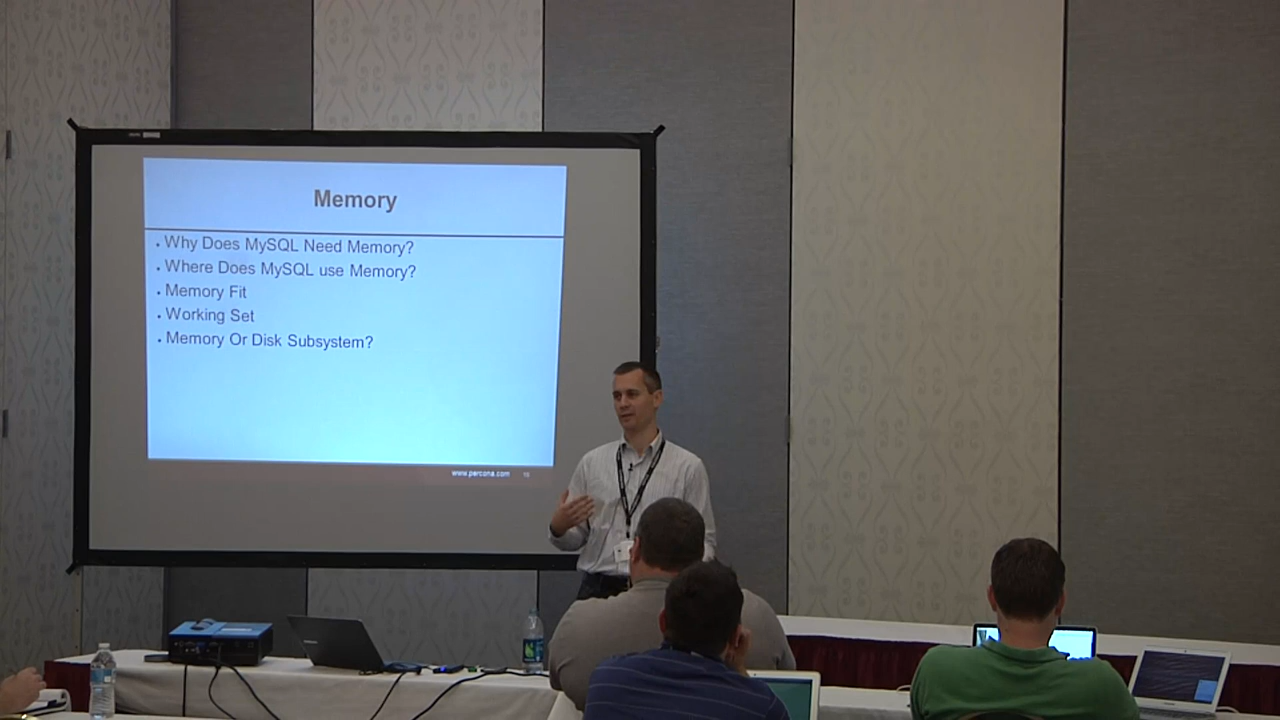 Memory
• Why Does MySQL Need Memory?
• Where Does MySQL use Memory?
• Memory Fit
• Working Set
• Memory Or Disk Subsystem?
www.percona.com